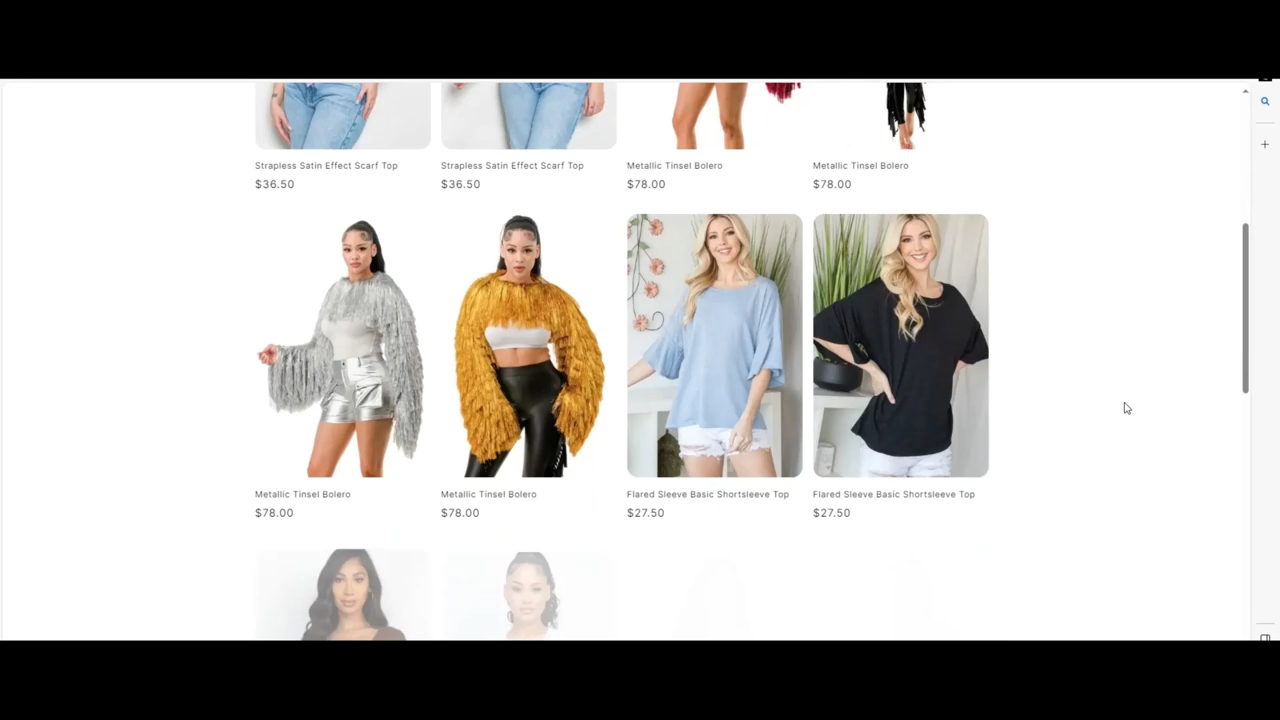 Strapless Satin Effect Scarf Top
Strapless Satin Effect Scarf Top
Metallic Tinsel Bolero
Metallic Tinsel Bolero
$36.50
$36.50
$78.00
$78.00
Metallic Tinsel Bolero
Metallic Tinsel Bolero
Flared Sleeve Basic Shortsleeve Top
Flared Sleeve Basic Shortsleeve Top
$78.00
$78.00
$27.50
$27.50